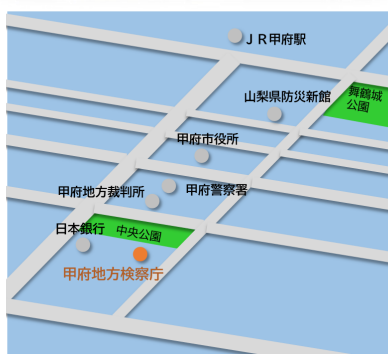 JR甲府駅
舞鶴城
公園
山梨県防災新館
甲府市役所
甲府地方裁判所
甲府警察署
日本銀行
中央公園
甲府地方検察庁